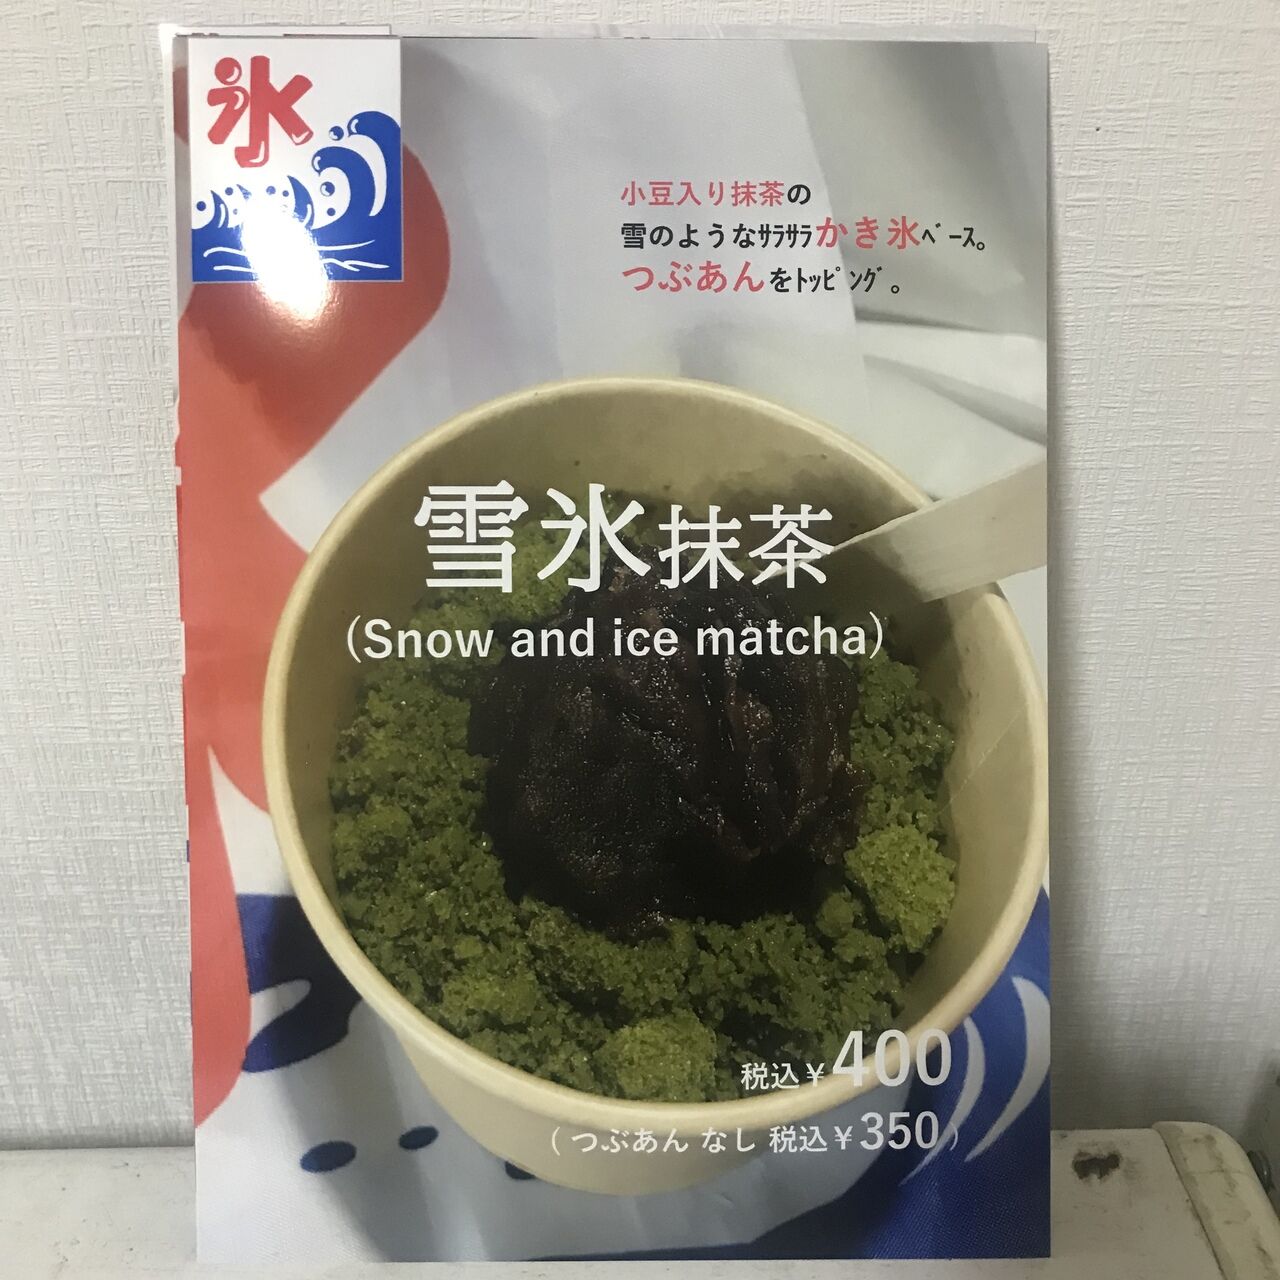 氷
小豆入り抹茶の
雪のようなｻﾗｻﾗかき氷ﾍﾞｰｽ。
つぶあんをﾄｯﾋﾟﾝｸﾞ。
雪氷抹茶
(Snow and ice matcha)
税込￥400
(つぶあん なし 税込￥350)